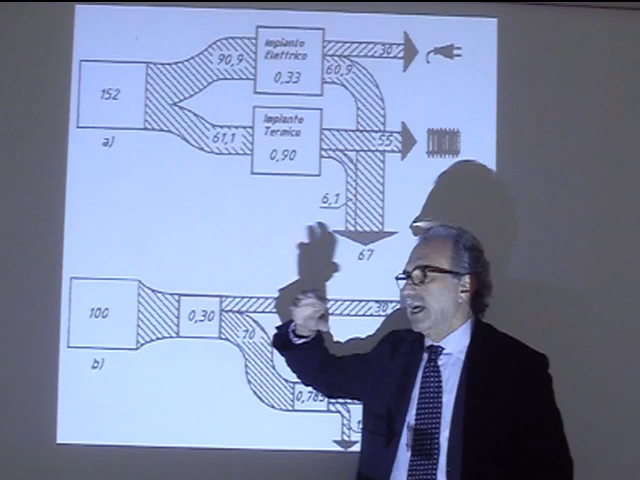 Impianto
Elettrico
0,33
90,9
30
60,9
152
a)
61,1
Impianto
Termico
0,90
55
6,1
67
100
0,30
30
70
b)
0,785